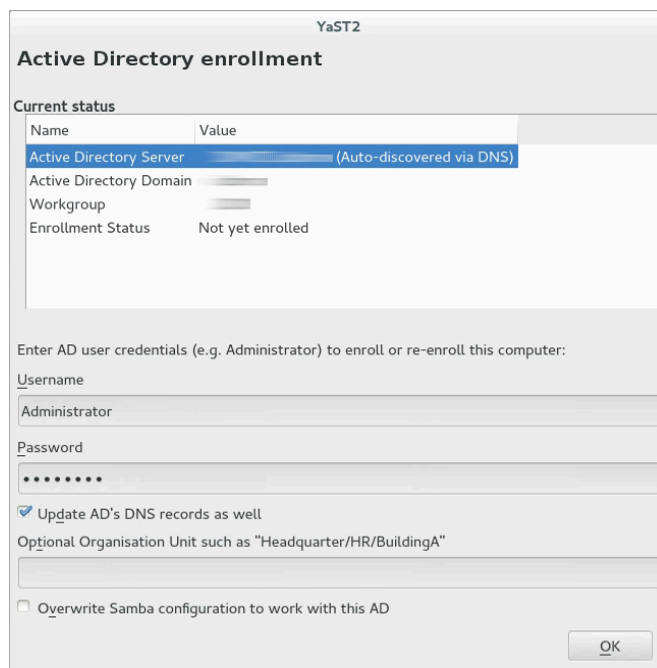 YaST2
Active Directory enrollment
Current status
Name Value
Active Directory Server (Auto-discovered via DNS)
Active Directory Domain
Workgroup
Enrollment Status Not yet enrolled
Enter AD user credentials (e.g. Administrator) to enroll or re-enroll this computer:
Username
Administrator
Password
••••••••
Update AD's DNS records as well
Optional Organisation Unit such as "Headquarter/HR/BuildingA"
Overwrite Samba configuration to work with this AD
OK